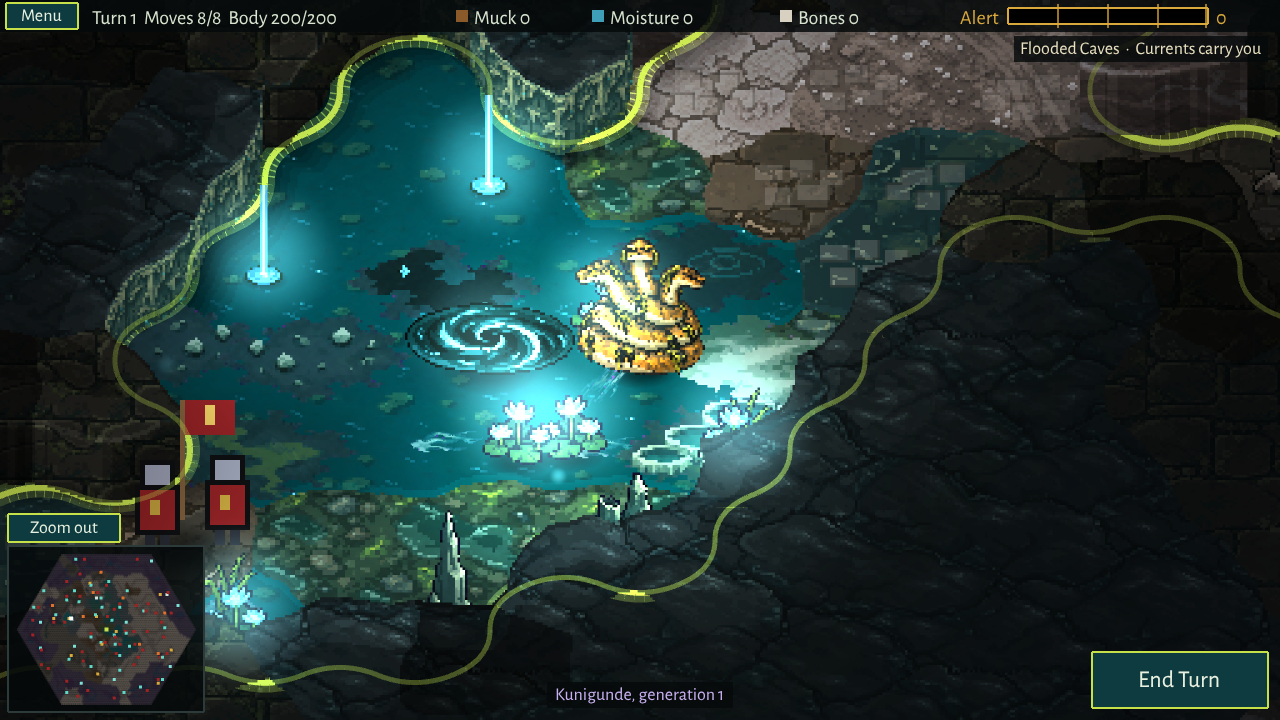 Menu
Turn 1 Moves 8/8 Body 200/200
Muck 0
Moisture 0
Bones 0
Alert 0
Flooded Caves · Currents carry you
Zoom out
Kunigunde, generation 1
End Turn